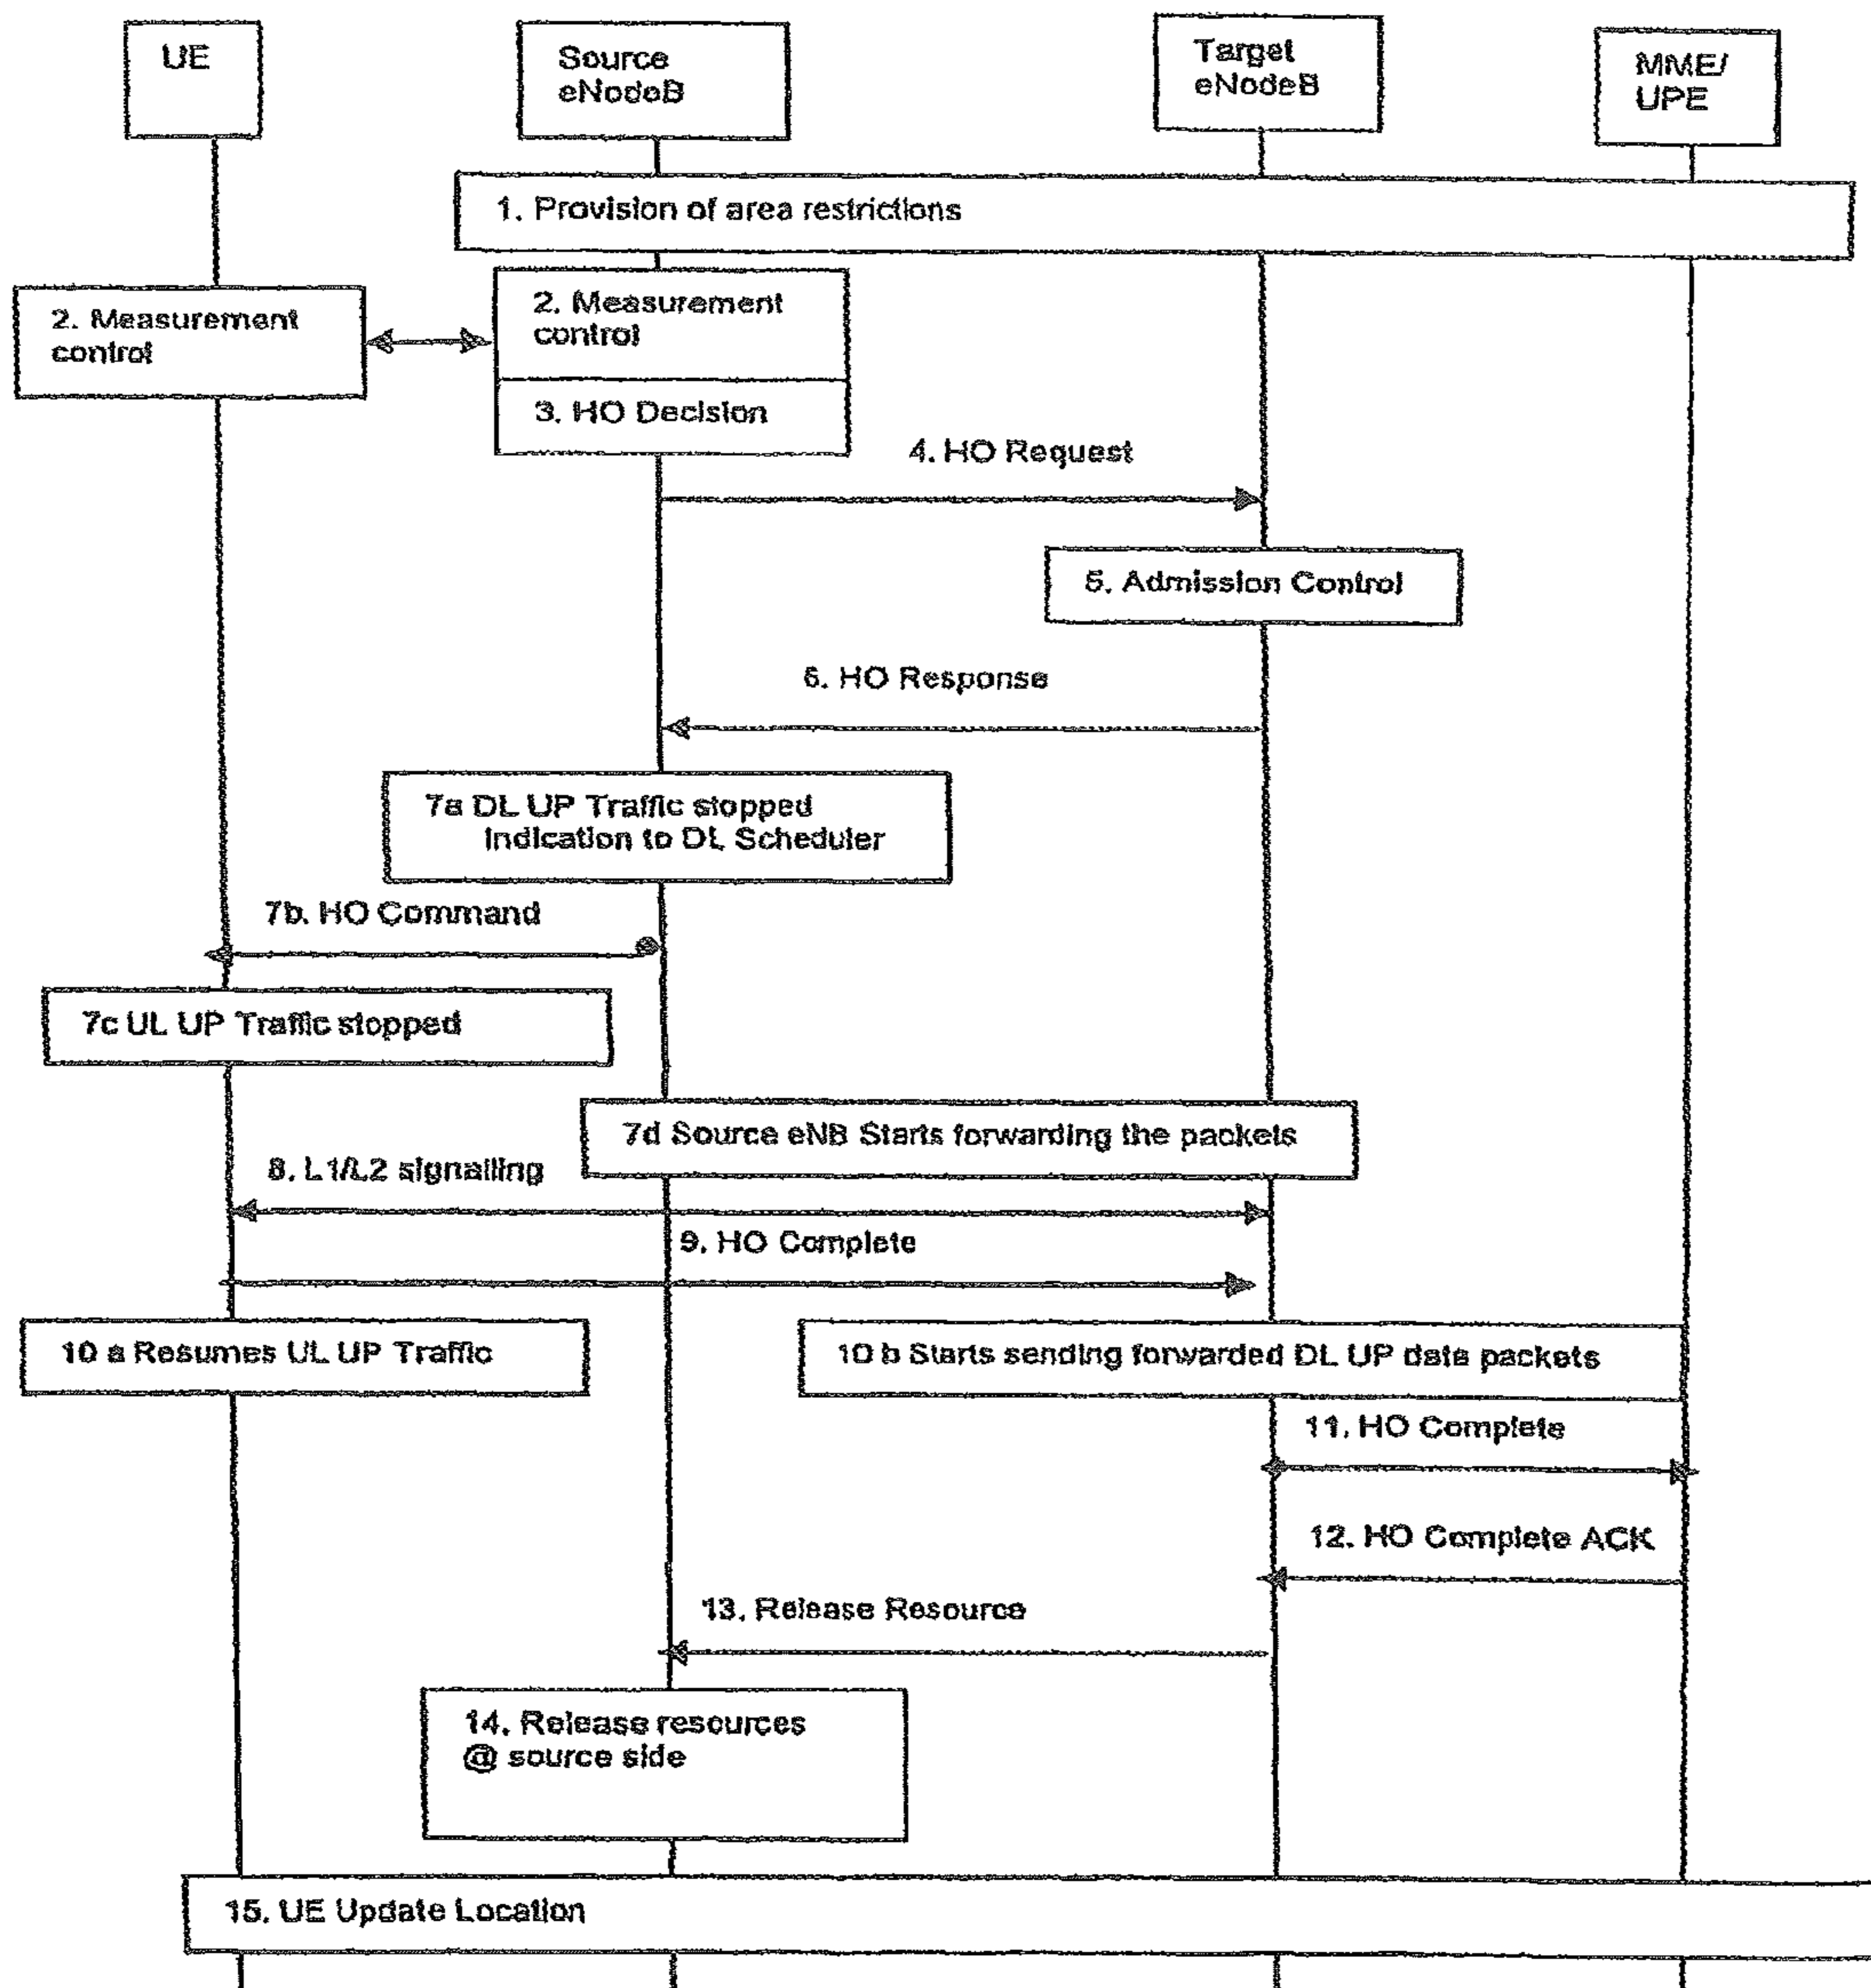 UE
Source
eNodeB
Target
eNodeB
MME/
UPE
1. Provision of area restrictions
2. Measurement
control
2. Measurement
control
3. HO Decision
4. HO Request
5. Admission Control
6. HO Response
7a DL UP Traffic stopped
Indication to DL Scheduler
7b. HO Command
7c UL UP Traffic stopped
7d Source eNB Starts forwarding the packets
8. L1/L2 signalling
9. HO Complete
10 a Resumes UL UP Traffic
10 b Starts sending forwarded DL UP data packets
11. HO Complete
12. HO Complete ACK
13. Release Resource
14. Release resources
@ source side
15. UE Update Location